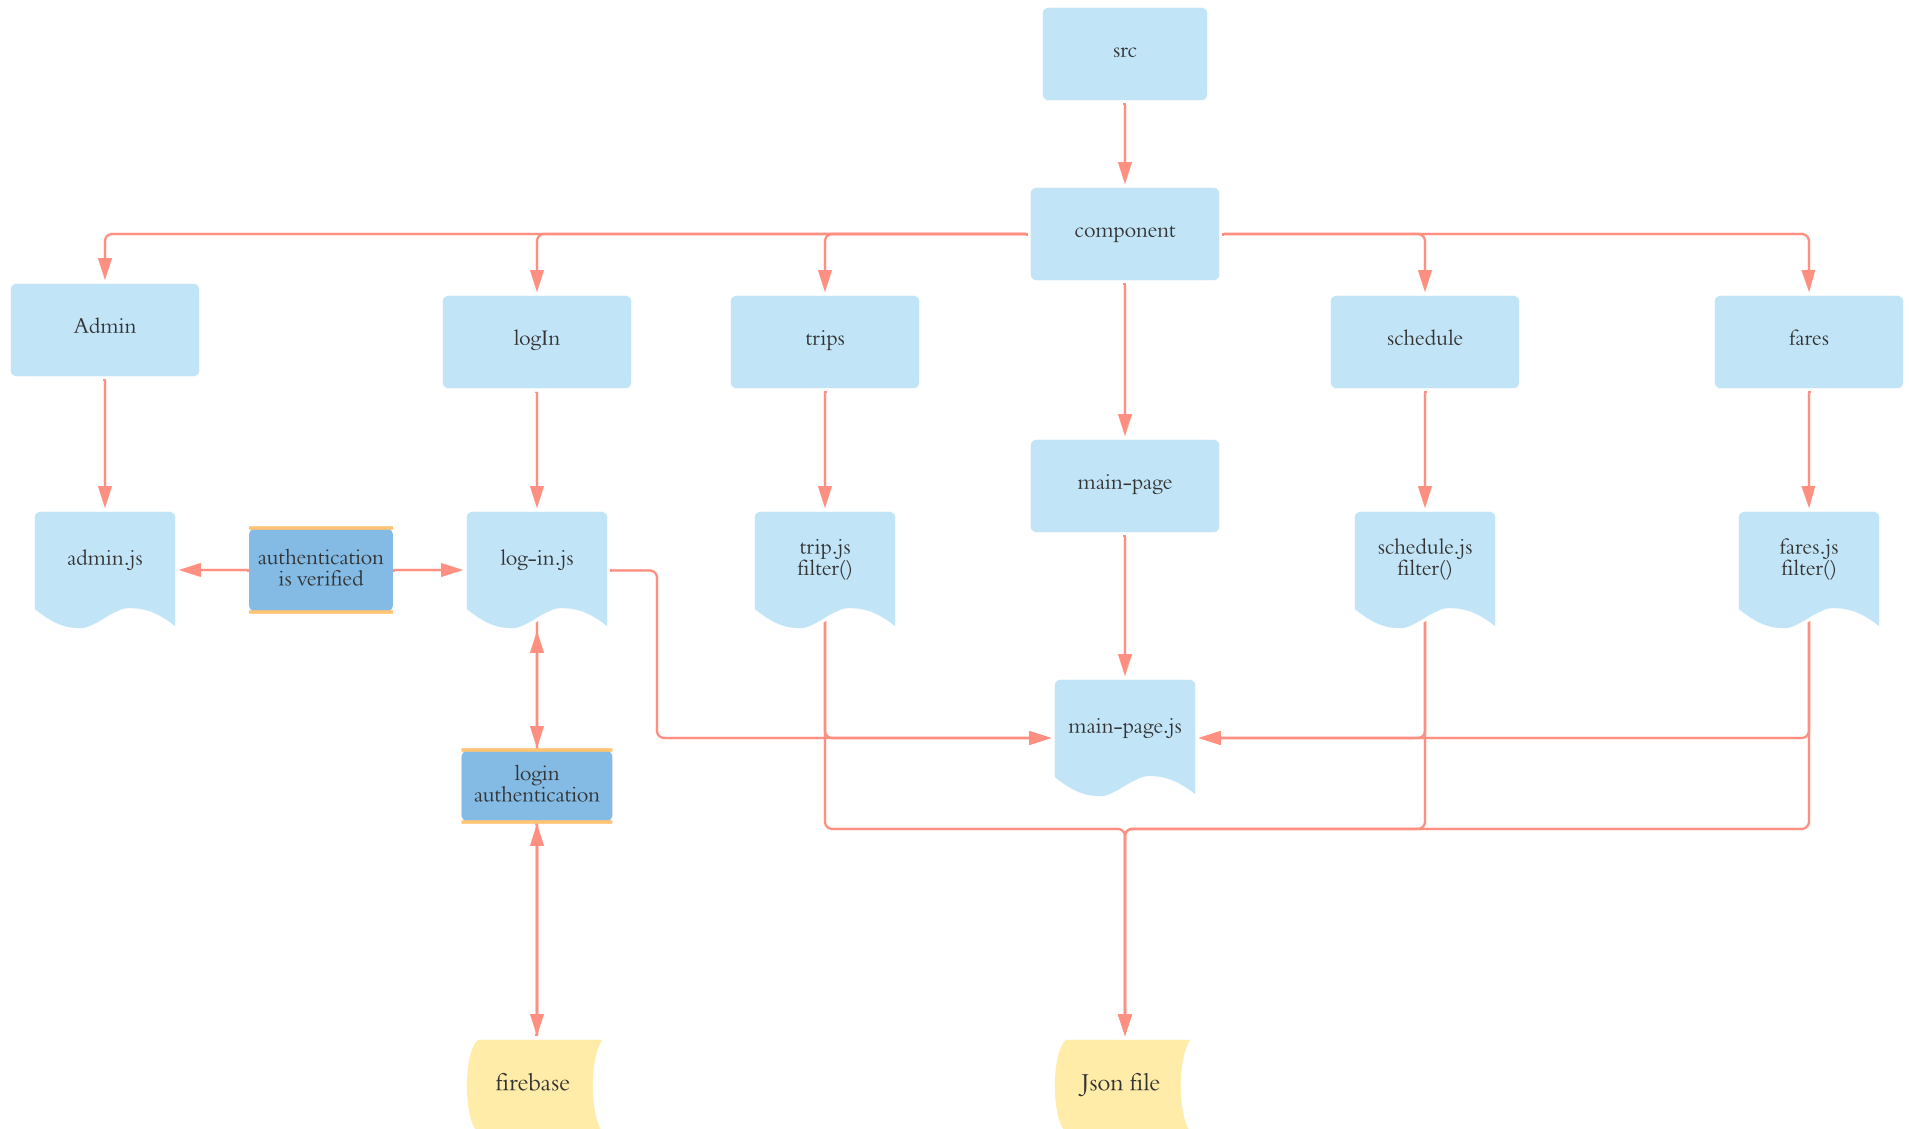 src
component
Admin
logIn
trips
schedule
fares
main-page
admin.js
authentication
is verified
log-in.js
trip.js
filter()
schedule.js
filter()
fares.js
filter()
main-page.js
login
authentication
firebase
Json file